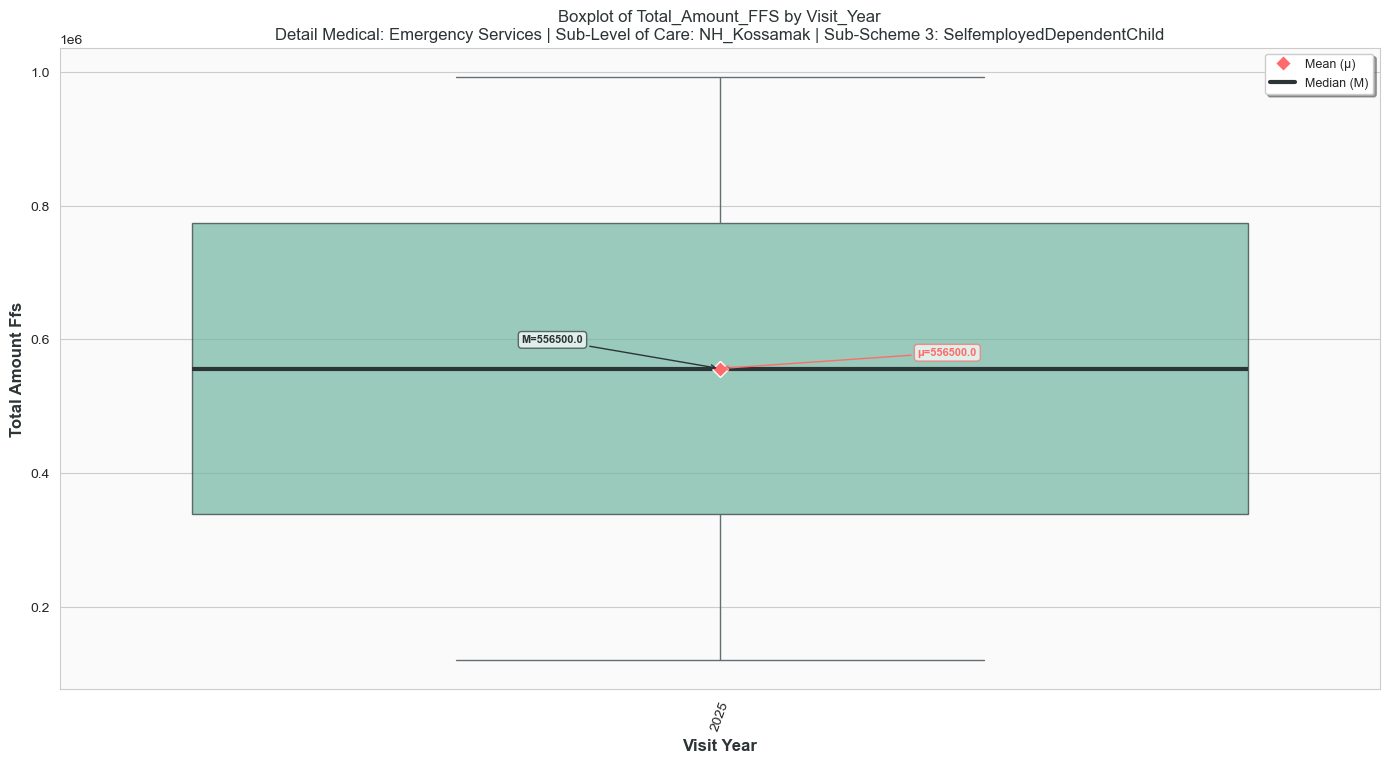 Boxplot of Total_Amount_FFS by Visit_Year
Detail Medical: Emergency Services | Sub-Level of Care: NH_Kossamak | Sub-Scheme 3: SelfemployedDependentChild
1e6
1.0
0.8
0.6
0.4
0.2
Total Amount Ffs
Mean (μ)
Median (M)
M=556500.0
μ=556500.0
2025
Visit Year